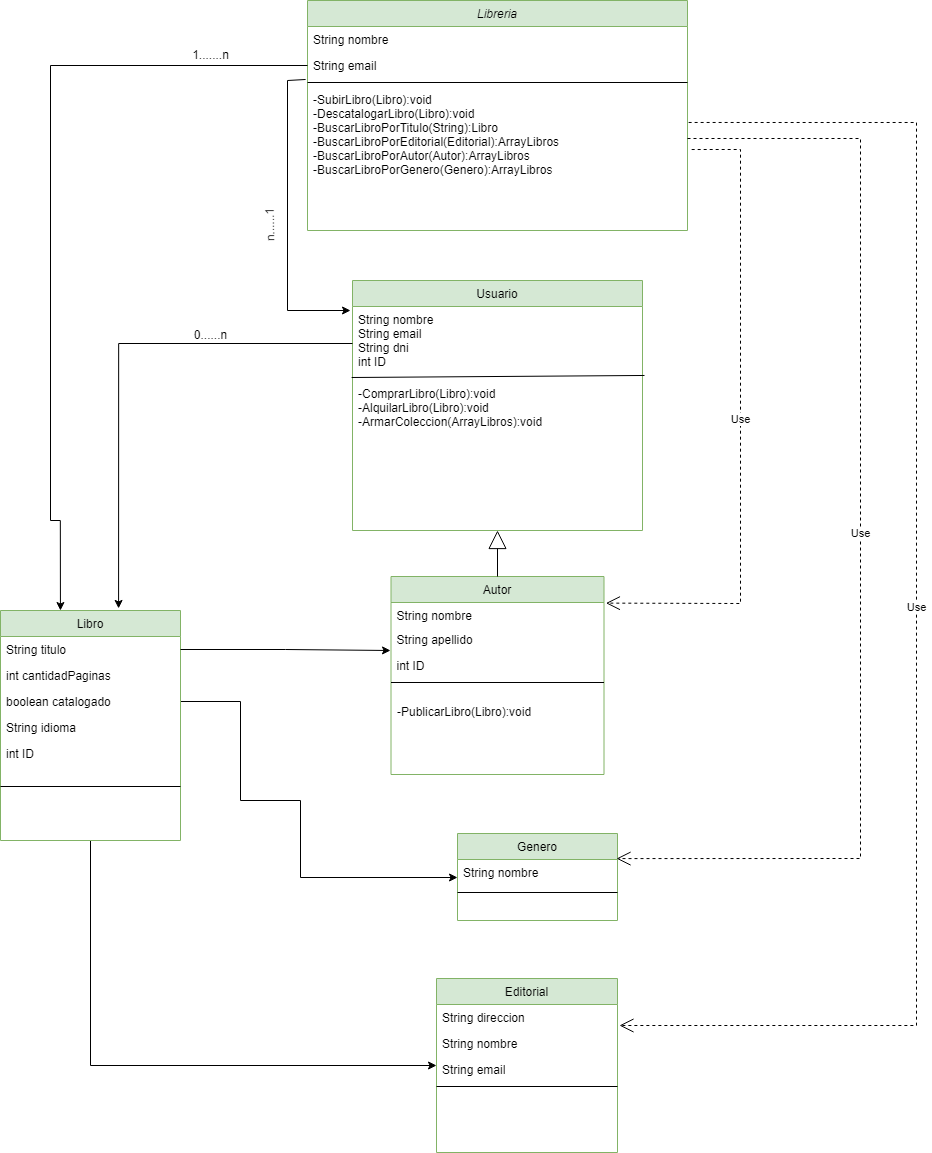 Libreria
String nombre
String email
1.......n
-SubirLibro(Libro):void
-DescatalogarLibro(Libro):void
-BuscarLibroPorTitulo(String):Libro
-BuscarLibroPorEditorial(Editorial):ArrayLibros
-BuscarLibroPorAutor(Autor):ArrayLibros
-BuscarLibroPorGenero(Genero):ArrayLibros
n......1
Usuario
String nombre
String email
String dni
int ID
0......n
-ComprarLibro(Libro):void
-AlquilarLibro(Libro):void
-ArmarColeccion(ArrayLibros):void
Use
Use
Use
Autor
String nombre
String apellido
int ID
-PublicarLibro(Libro):void
Libro
String titulo
int cantidadPaginas
boolean catalogado
String idioma
int ID
Genero
String nombre
Editorial
String direccion
String nombre
String email